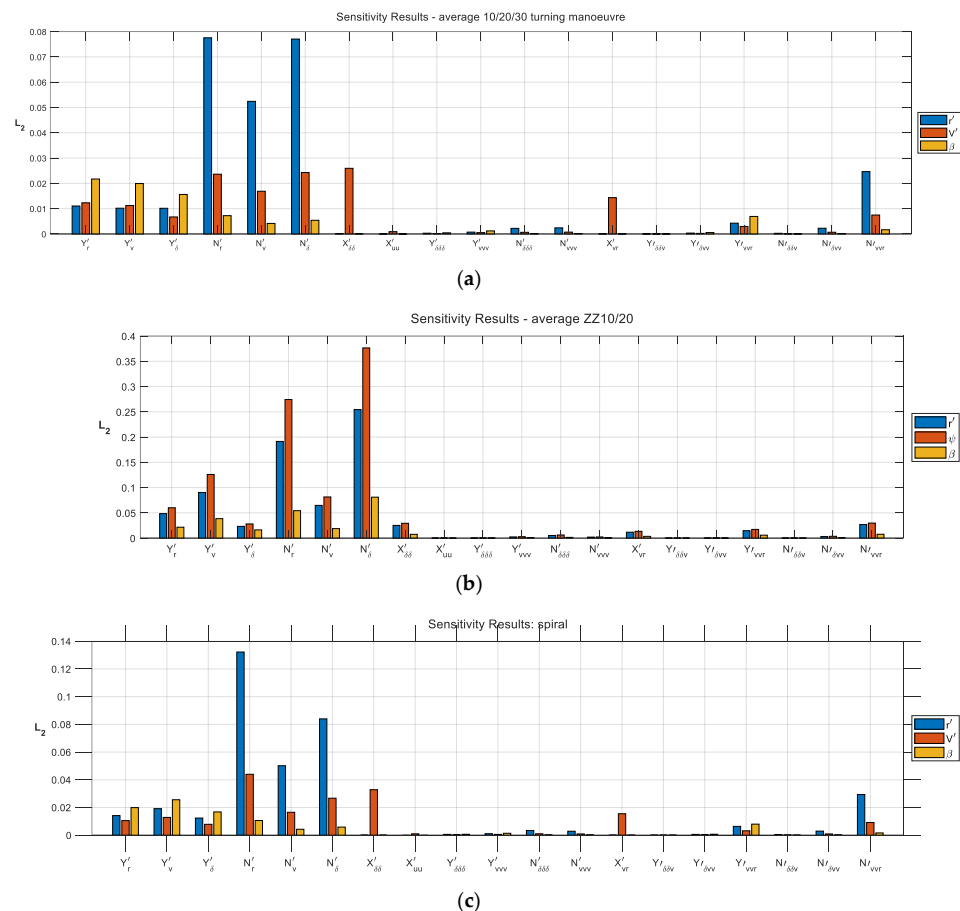 Sensitivity Results - average 10/20/30 turning manoeuvre
0.08
0.07
0.06
0.05
0.04
0.03
0.02
0.01
0
L₂
Y′ᵣ Y′ᵥ Y′δ N′ᵣ N′ᵥ N′δ X′δδ X′ᵤᵤ Y′δδδ Y′ᵥᵥᵥ N′δδδ N′ᵥᵥᵥ X′ᵥᵣ Y′δδᵥ Y′δᵥᵥ Y′ᵥᵥᵣ N′δδᵥ N′δᵥᵥ N′ᵥᵥᵣ
r′
V′
β
(a)
Sensitivity Results - average ZZ10/20
0.4
0.35
0.3
0.25
0.2
0.15
0.1
0.05
0
L₂
Y′ᵣ Y′ᵥ Y′δ N′ᵣ N′ᵥ N′δ X′δδ X′ᵤᵤ Y′δδδ Y′ᵥᵥᵥ N′δδδ N′ᵥᵥᵥ X′ᵥᵣ Y′δδᵥ Y′δᵥᵥ Y′ᵥᵥᵣ N′δδᵥ N′δᵥᵥ N′ᵥᵥᵣ
r′
ψ
β
(b)
Sensitivity Results: spiral
0.14
0.12
0.1
0.08
0.06
0.04
0.02
0
L₂
Y′ᵣ Y′ᵥ Y′δ N′ᵣ N′ᵥ N′δ X′δδ X′ᵤᵤ Y′δδδ Y′ᵥᵥᵥ N′δδδ N′ᵥᵥᵥ X′ᵥᵣ Y′δδᵥ Y′δᵥᵥ Y′ᵥᵥᵣ N′δδᵥ N′δᵥᵥ N′ᵥᵥᵣ
r′
V′
β
(c)